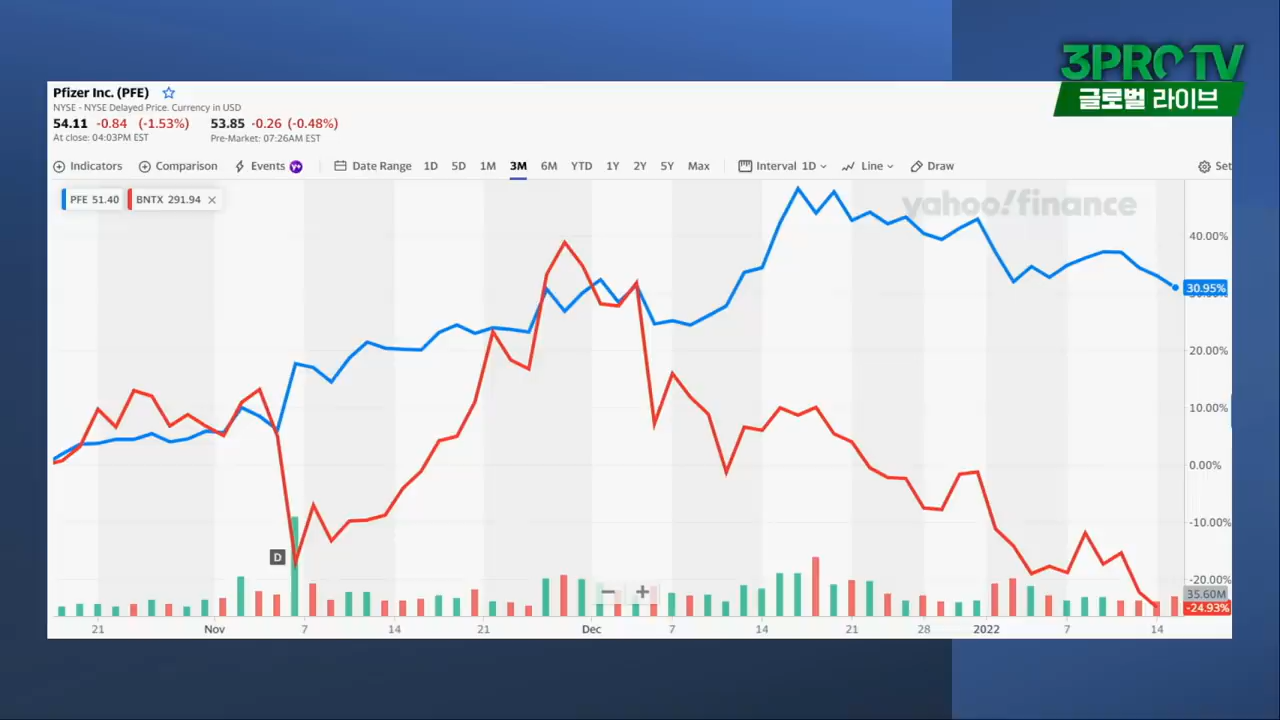 3PRO TV
글로벌 라이브
Pfizer Inc. (PFE)
NYSE - NYSE Delayed Price. Currency in USD
54.11 -0.84 (-1.53%) 53.85 -0.26 (-0.48%)
At close: 04:03PM EST Pre-Market: 07:26AM EST
Indicators Comparison Events Y+ Date Range 1D 5D 1M 3M 6M YTD 1Y 2Y 5Y Max Interval 1D Line Draw Set
PFE 51.40 BNTX 291.94
yahoo!finance
40.00%
30.95%
20.00%
10.00%
0.00%
-10.00%
D
-20.00%
35.60M
-24.93%
21 Nov 7 14 21 Dec 7 14 21 28 2022 7 14